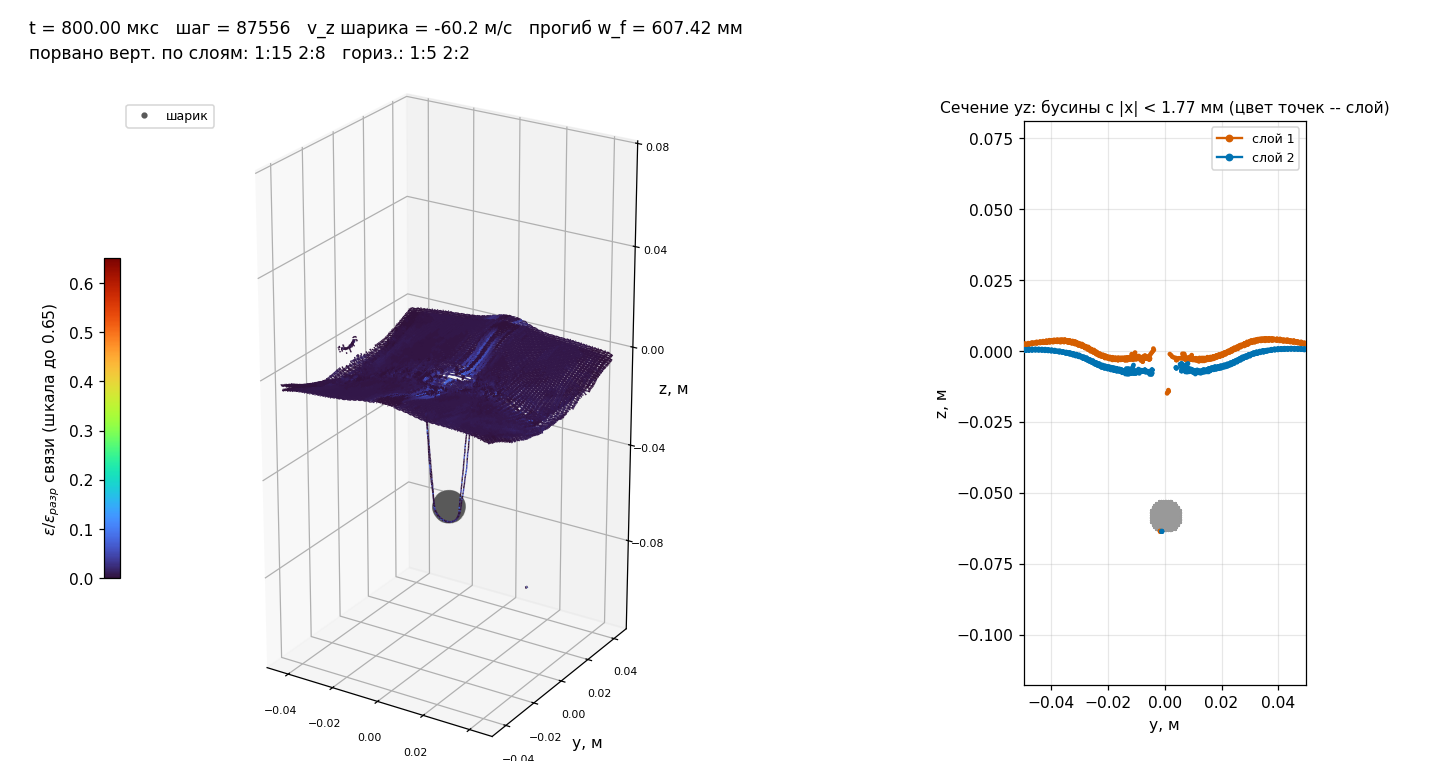 t = 800.00 мкс   шаг = 87556   v_z шарика = -60.2 м/с   прогиб w_f = 607.42 мм
порвано верт. по слоям: 1:15 2:8   гориз.: 1:5 2:2
шарик
0.08
0.04
0.00
−0.04
−0.08
z, м
0.04
0.02
0.00
−0.02
−0.04
y, м
−0.04
−0.02
0.00
0.02
0.6
0.5
0.4
0.3
0.2
0.1
0.0
ε/ε_разр связи (шкала до 0.65)
Сечение yz: бусины с |x| < 1.77 мм (цвет точек -- слой)
слой 1
слой 2
0.075
0.050
0.025
0.000
−0.025
−0.050
−0.075
−0.100
z, м
−0.04 −0.02 0.00 0.02 0.04
y, м